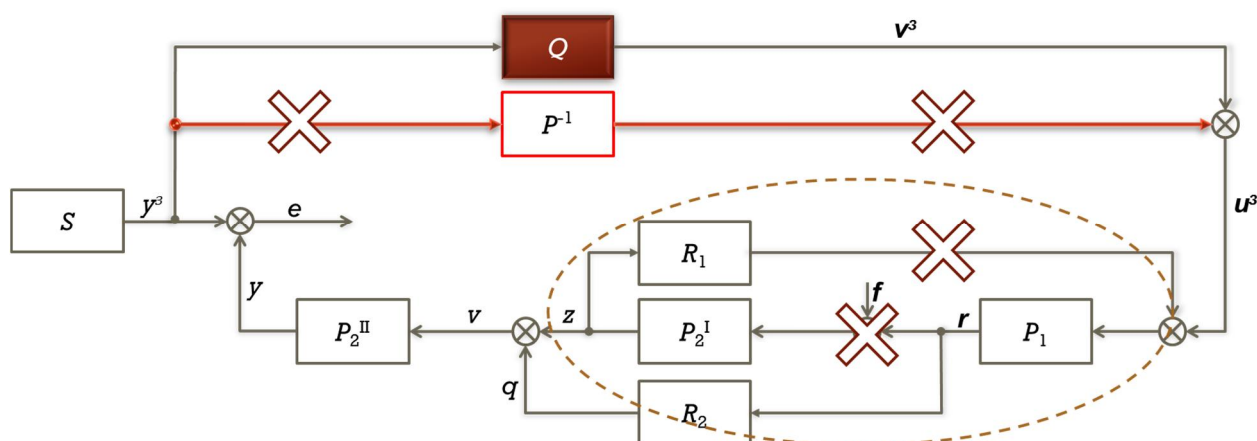 Q
v³
P⁻¹
S
y³
e
u³
R₁
f
y
P₂ᴵᴵ
v
z
P₂ᴵ
r
P₁
q
R₂